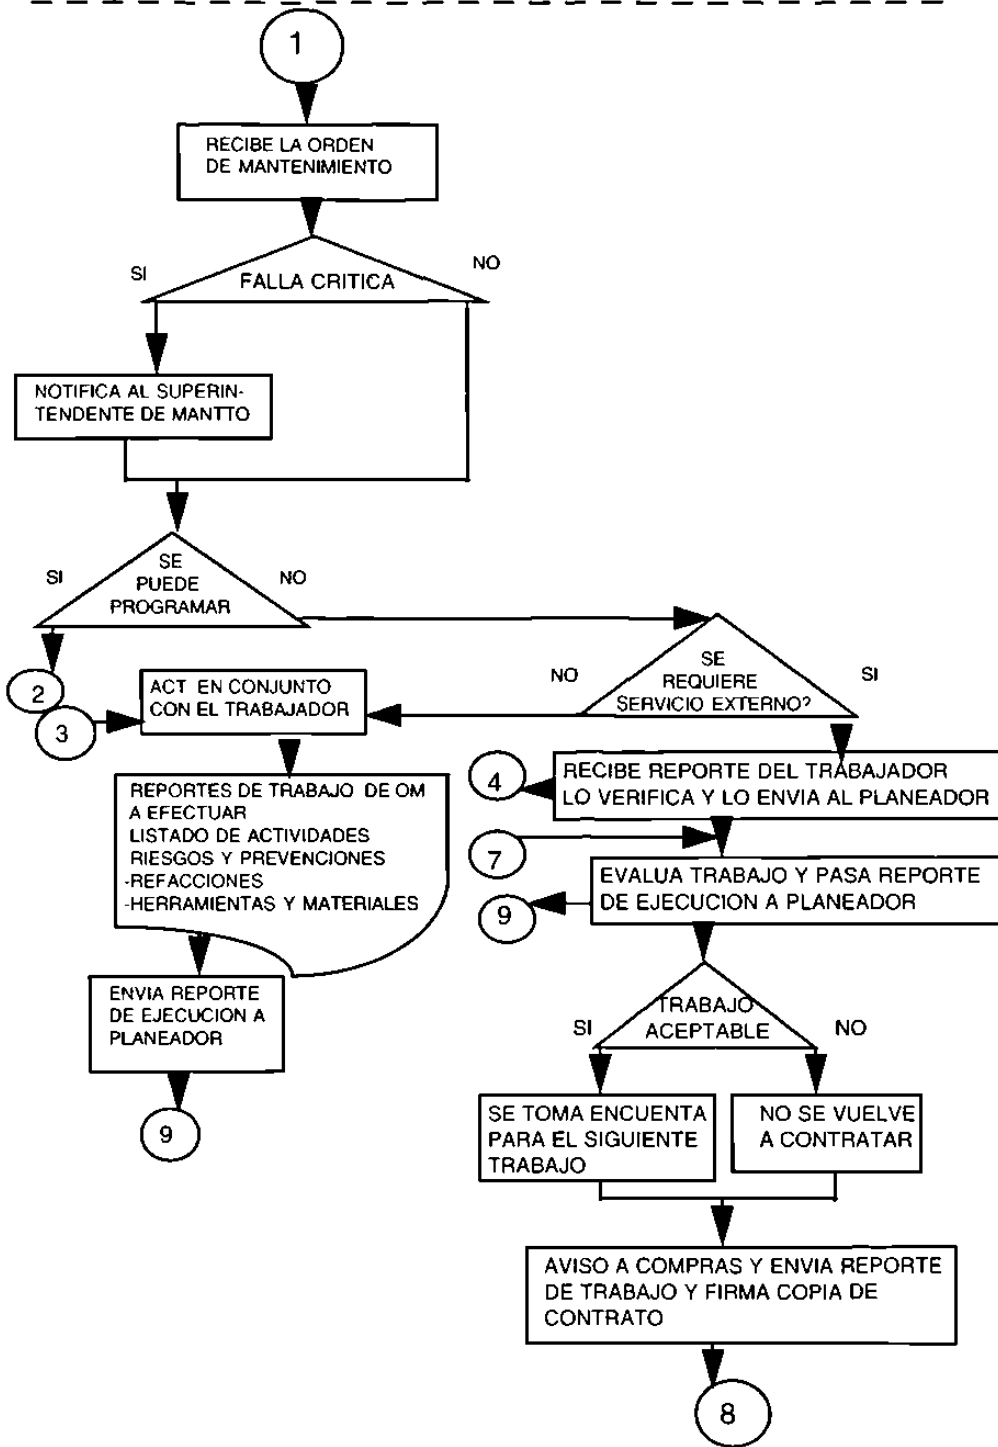 1
RECIBE LA ORDEN
DE MANTENIMIENTO
SI
NO
FALLA CRITICA
NOTIFICA AL SUPERIN-
TENDENTE DE MANTTO
SI
SE
PUEDE
PROGRAMAR
NO
2
3
ACT EN CONJUNTO
CON EL TRABAJADOR
NO
SE
REQUIERE
SERVICIO EXTERNO?
SI
REPORTES DE TRABAJO DE OM
A EFECTUAR
LISTADO DE ACTIVIDADES
RIESGOS Y PREVENCIONES
-REFACCIONES
-HERRAMIENTAS Y MATERIALES
ENVIA REPORTE
DE EJECUCION A
PLANEADOR
9
4
RECIBE REPORTE DEL TRABAJADOR
LO VERIFICA Y LO ENVIA AL PLANEADOR
7
EVALUA TRABAJO Y PASA REPORTE
DE EJECUCION A PLANEADOR
9
SI
TRABAJO
ACEPTABLE
NO
SE TOMA ENCUENTA
PARA EL SIGUIENTE
TRABAJO
NO SE VUELVE
A CONTRATAR
AVISO A COMPRAS Y ENVIA REPORTE
DE TRABAJO Y FIRMA COPIA DE
CONTRATO
8